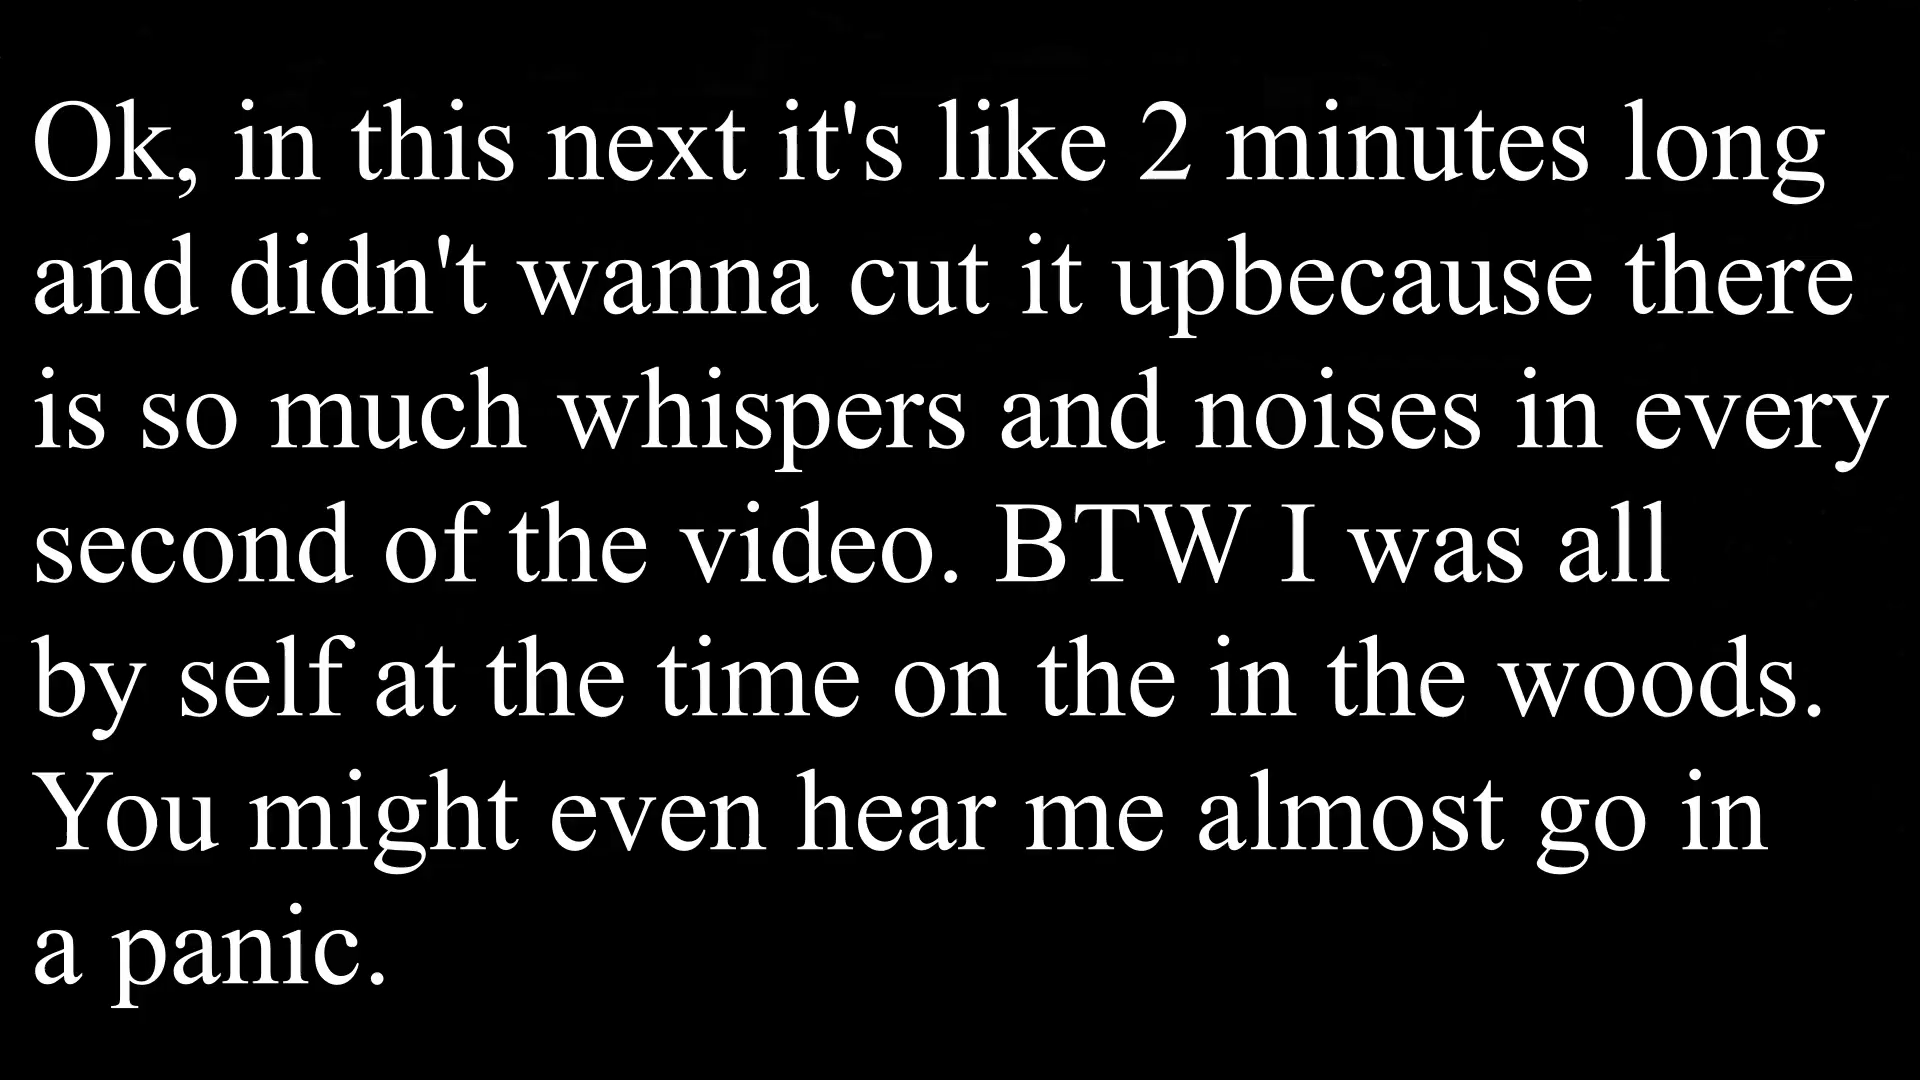 Ok, in this next it's like 2 minutes long
and didn't wanna cut it upbecause there
is so much whispers and noises in every
second of the video. BTW I was all
by self at the time on the in the woods.
You might even hear me almost go in
a panic.